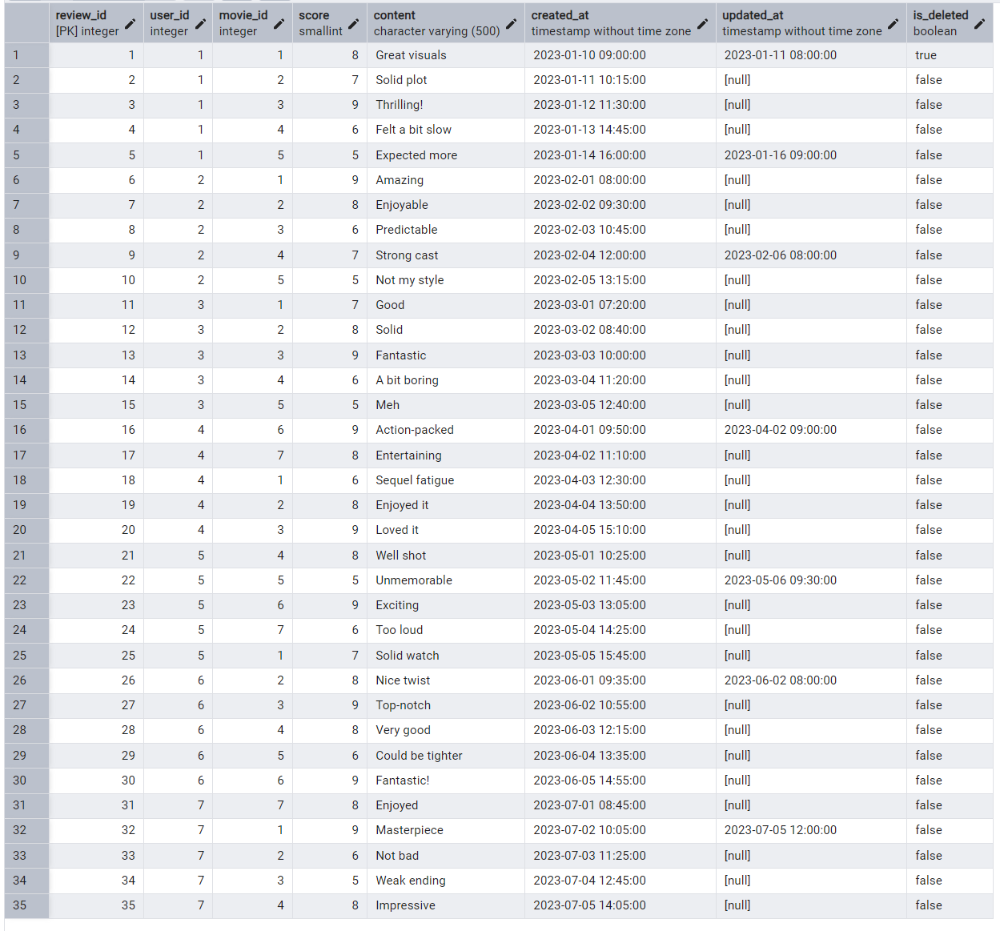 review_id user_id movie_id score content created_at updated_at is_deleted
[PK] integer integer integer smallint character varying (500) timestamp without time zone timestamp without time zone boolean
1 1 1 1 8 Great visuals 2023-01-10 09:00:00 2023-01-11 08:00:00 true
2 2 1 2 7 Solid plot 2023-01-11 10:15:00 [null] false
3 3 1 3 9 Thrilling! 2023-01-12 11:30:00 [null] false
4 4 1 4 6 Felt a bit slow 2023-01-13 14:45:00 [null] false
5 5 1 5 5 Expected more 2023-01-14 16:00:00 2023-01-16 09:00:00 false
6 6 2 1 9 Amazing 2023-02-01 08:00:00 [null] false
7 7 2 2 8 Enjoyable 2023-02-02 09:30:00 [null] false
8 8 2 3 6 Predictable 2023-02-03 10:45:00 [null] false
9 9 2 4 7 Strong cast 2023-02-04 12:00:00 2023-02-06 08:00:00 false
10 10 2 5 5 Not my style 2023-02-05 13:15:00 [null] false
11 11 3 1 7 Good 2023-03-01 07:20:00 [null] false
12 12 3 2 8 Solid 2023-03-02 08:40:00 [null] false
13 13 3 3 9 Fantastic 2023-03-03 10:00:00 [null] false
14 14 3 4 6 A bit boring 2023-03-04 11:20:00 [null] false
15 15 3 5 5 Meh 2023-03-05 12:40:00 [null] false
16 16 4 6 9 Action-packed 2023-04-01 09:50:00 2023-04-02 09:00:00 false
17 17 4 7 8 Entertaining 2023-04-02 11:10:00 [null] false
18 18 4 1 6 Sequel fatigue 2023-04-03 12:30:00 [null] false
19 19 4 2 8 Enjoyed it 2023-04-04 13:50:00 [null] false
20 20 4 3 9 Loved it 2023-04-05 15:10:00 [null] false
21 21 5 4 8 Well shot 2023-05-01 10:25:00 [null] false
22 22 5 5 5 Unmemorable 2023-05-02 11:45:00 2023-05-06 09:30:00 false
23 23 5 6 9 Exciting 2023-05-03 13:05:00 [null] false
24 24 5 7 6 Too loud 2023-05-04 14:25:00 [null] false
25 25 5 1 7 Solid watch 2023-05-05 15:45:00 [null] false
26 26 6 2 8 Nice twist 2023-06-01 09:35:00 2023-06-02 08:00:00 false
27 27 6 3 9 Top-notch 2023-06-02 10:55:00 [null] false
28 28 6 4 8 Very good 2023-06-03 12:15:00 [null] false
29 29 6 5 6 Could be tighter 2023-06-04 13:35:00 [null] false
30 30 6 6 9 Fantastic! 2023-06-05 14:55:00 [null] false
31 31 7 7 8 Enjoyed 2023-07-01 08:45:00 [null] false
32 32 7 1 9 Masterpiece 2023-07-02 10:05:00 2023-07-05 12:00:00 false
33 33 7 2 6 Not bad 2023-07-03 11:25:00 [null] false
34 34 7 3 5 Weak ending 2023-07-04 12:45:00 [null] false
35 35 7 4 8 Impressive 2023-07-05 14:05:00 [null] false